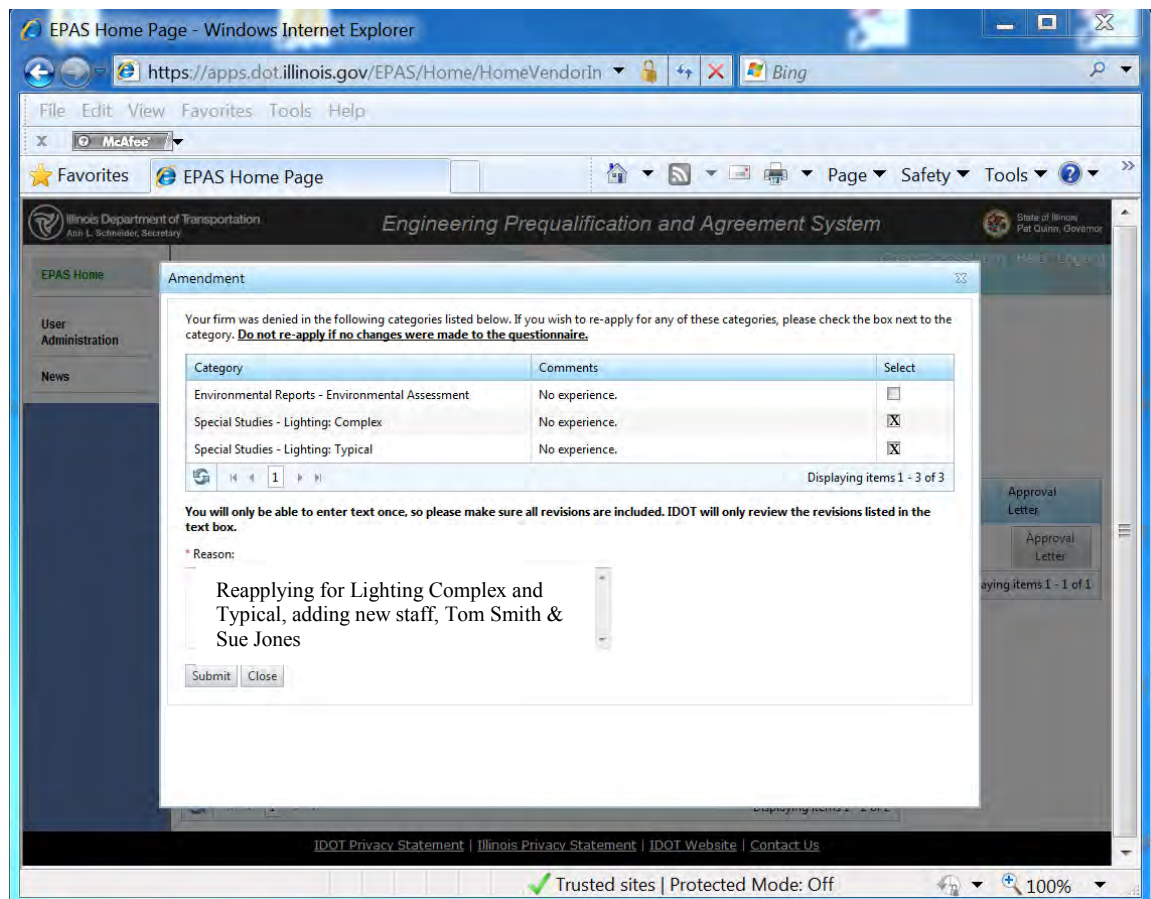 EPAS Home Page - Windows Internet Explorer
https://apps.dot.illinois.gov/EPAS/Home/HomeVendorIn
Bing
File Edit View Favorites Tools Help
X McAfee
Favorites EPAS Home Page Page Safety Tools
Illinois Department of Transportation
Ann L. Schneider, Secretary
Engineering Prequalification and Agreement System
State of Illinois
Pat Quinn, Governor
EPAS Home
User
Administration
News
Amendment
Your firm was denied in the following categories listed below. If you wish to re-apply for any of these categories, please check the box next to the
category. Do not re-apply if no changes were made to the questionnaire.
Category Comments Select
Environmental Reports - Environmental Assessment No experience.
Special Studies - Lighting: Complex No experience. X
Special Studies - Lighting: Typical No experience. X
1 Displaying items 1 - 3 of 3
You will only be able to enter text once, so please make sure all revisions are included. IDOT will only review the revisions listed in the
text box.
* Reason:
Reapplying for Lighting Complex and
Typical, adding new staff, Tom Smith &
Sue Jones
Submit Close
Approval
Letter
Approval
Letter
aying items 1 - 1 of 1
IDOT Privacy Statement | Illinois Privacy Statement | IDOT Website | Contact Us
Trusted sites | Protected Mode: Off 100%